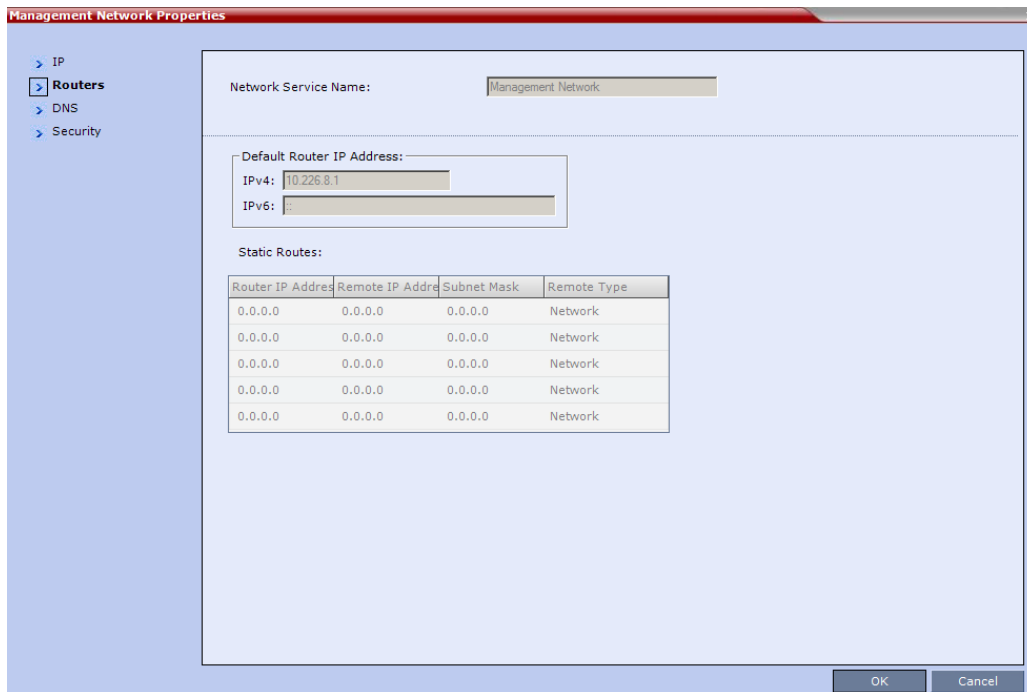 Management Network Properties
IP
Routers
DNS
Security
Network Service Name: Management Network
Default Router IP Address:
IPv4: 10.226.8.1
IPv6: ::
Static Routes:
Router IP Addres Remote IP Addre Subnet Mask Remote Type
0.0.0.0 0.0.0.0 0.0.0.0 Network
0.0.0.0 0.0.0.0 0.0.0.0 Network
0.0.0.0 0.0.0.0 0.0.0.0 Network
0.0.0.0 0.0.0.0 0.0.0.0 Network
0.0.0.0 0.0.0.0 0.0.0.0 Network
OK Cancel